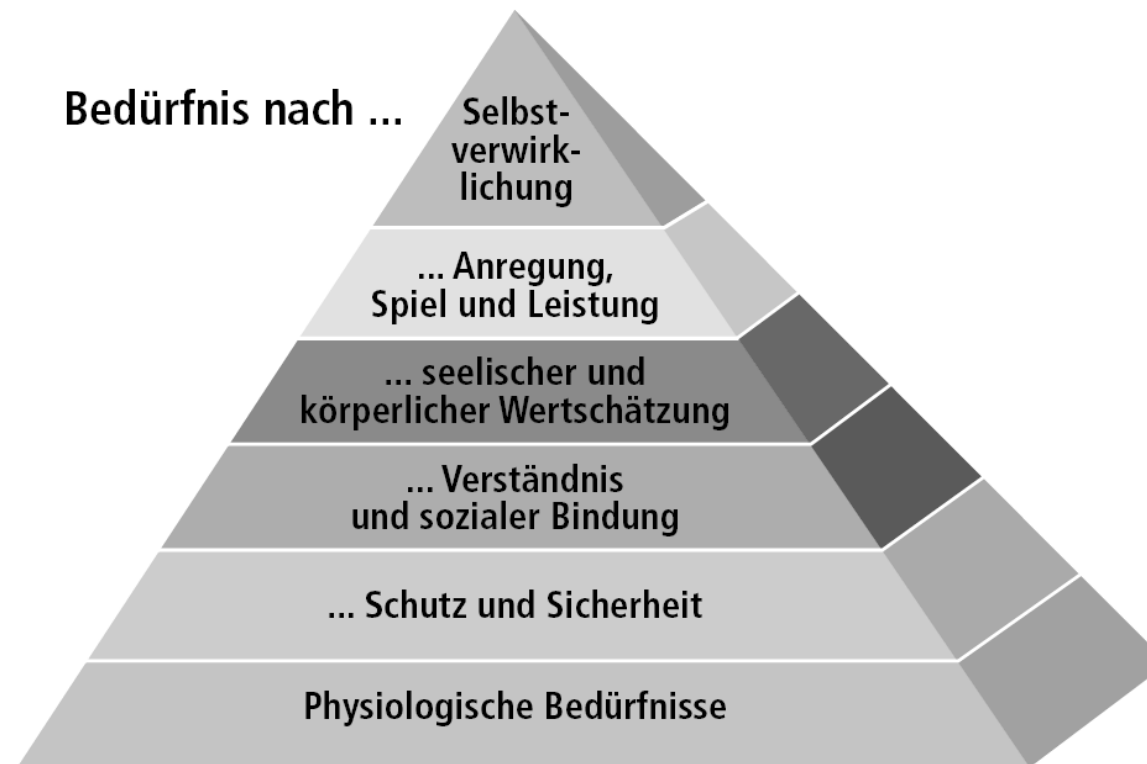 Bedürfnis nach ...
Selbst-
verwirk-
lichung
... Anregung,
Spiel und Leistung
... seelischer und
körperlicher Wertschätzung
... Verständnis
und sozialer Bindung
... Schutz und Sicherheit
Physiologische Bedürfnisse